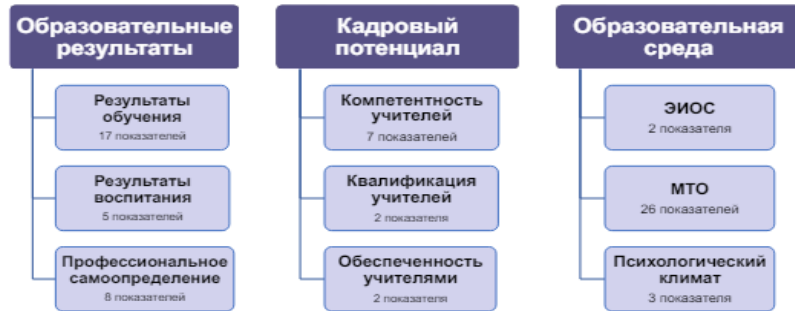 Образовательные
результаты
Результаты
обучения
17 показателей
Результаты
воспитания
5 показателей
Профессиональное
самоопределение
8 показателей
Кадровый
потенциал
Компетентность
учителей
7 показателей
Квалификация
учителей
2 показателя
Обеспеченность
учителями
2 показателя
Образовательная
среда
ЭИОС
2 показателя
МТО
26 показателей
Психологический
климат
3 показателя